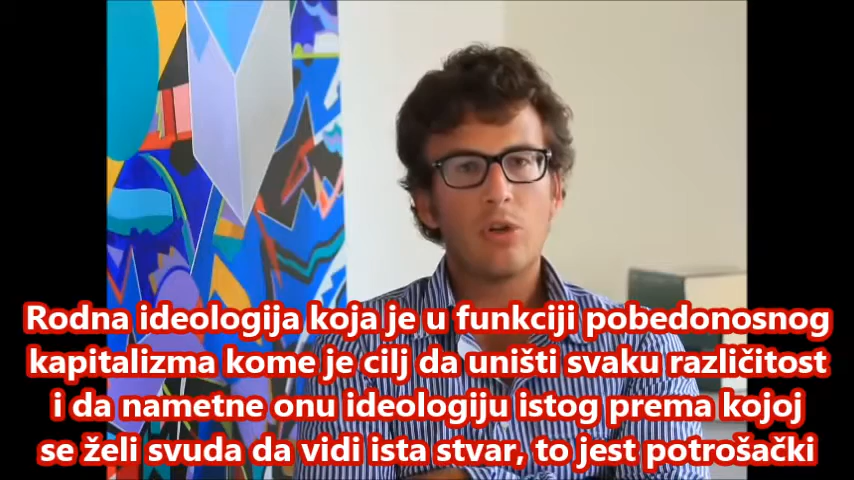 Rodna ideologija koja je u funkciji pobedonosnog
kapitalizma kome je cilj da uništi svaku različitost
i da nametne onu ideologiju istog prema kojoj
se želi svuda da vidi ista stvar, to jest potrošački